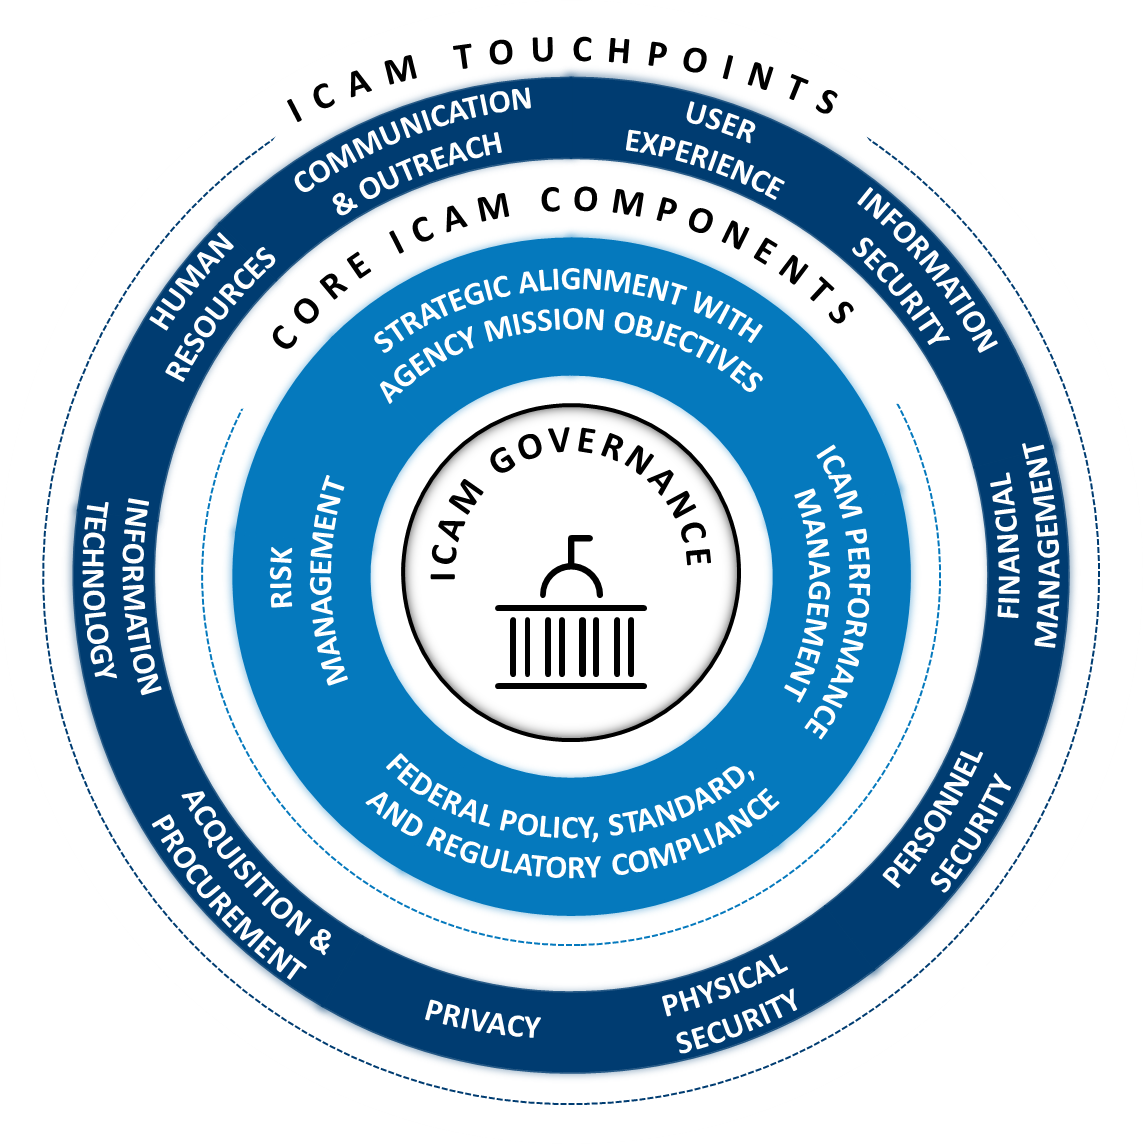 ICAM TOUCHPOINTS
COMMUNICATION
& OUTREACH
USER
EXPERIENCE
INFORMATION
SECURITY
FINANCIAL
MANAGEMENT
PERSONNEL
SECURITY
PHYSICAL
SECURITY
PRIVACY
ACQUISITION &
PROCUREMENT
INFORMATION
TECHNOLOGY
HUMAN
RESOURCES
CORE ICAM COMPONENTS
STRATEGIC ALIGNMENT WITH
AGENCY MISSION OBJECTIVES
ICAM PERFORMANCE
MANAGEMENT
FEDERAL POLICY, STANDARD,
AND REGULATORY COMPLIANCE
RISK
MANAGEMENT
ICAM GOVERNANCE